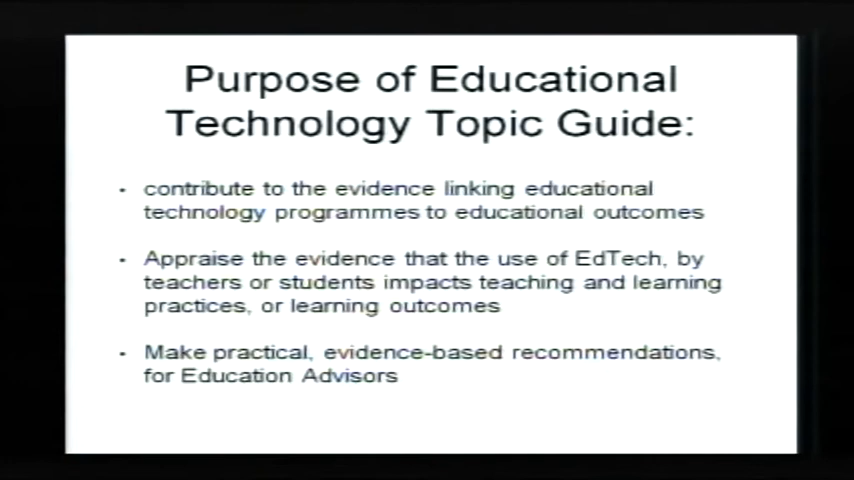 Purpose of Educational
Technology Topic Guide:
• contribute to the evidence linking educational
technology programmes to educational outcomes
• Appraise the evidence that the use of EdTech, by
teachers or students impacts teaching and learning
practices, or learning outcomes
• Make practical, evidence-based recommendations,
for Education Advisors